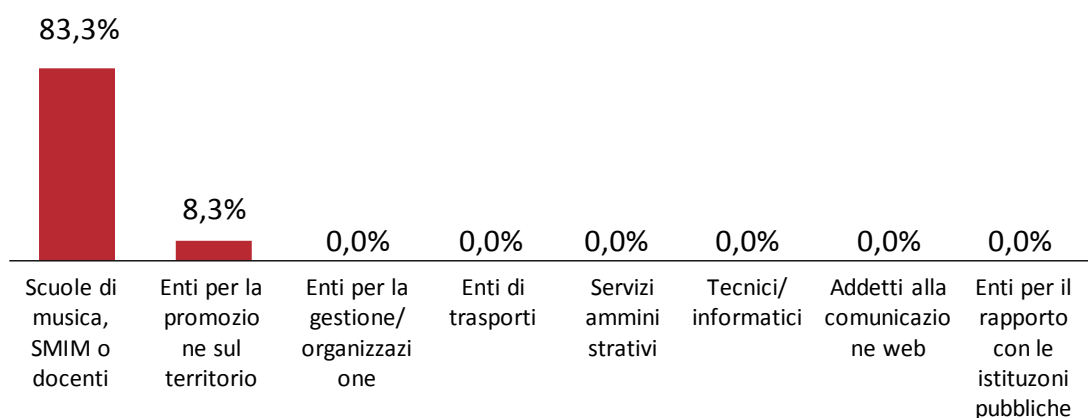 83,3%
8,3%
0,0%
0,0%
0,0%
0,0%
0,0%
0,0%
Scuole di
musica,
SMIM o
docenti
Enti per la
promozio
ne sul
territorio
Enti per la
gestione/
organizzazi
one
Enti di
trasporti
Servizi
ammini
strativi
Tecnici/
informatici
Addetti alla
comunicazio
ne web
Enti per il
rapporto
con le
istituzoni
pubbliche